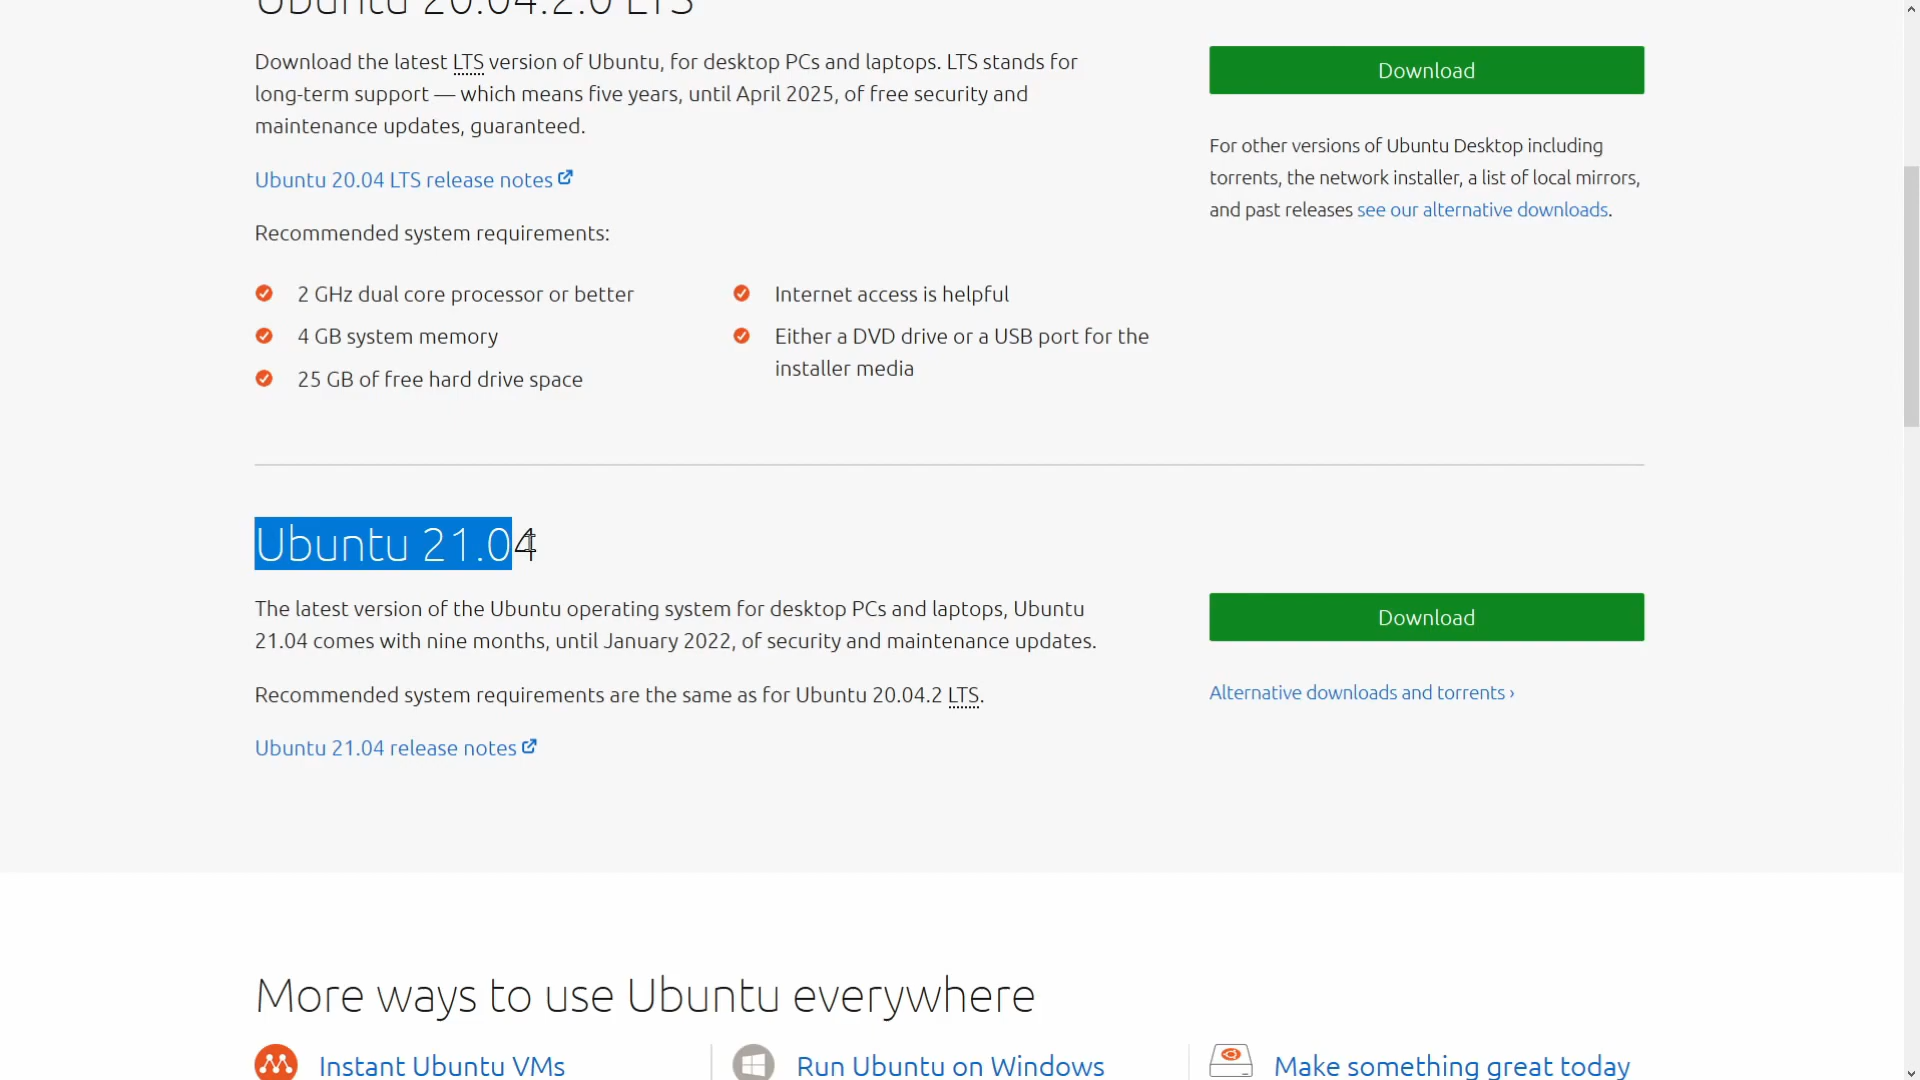 Ubuntu 20.04.2.0 LTS
Download the latest LTS version of Ubuntu, for desktop PCs and laptops. LTS stands for
long-term support — which means five years, until April 2025, of free security and
maintenance updates, guaranteed.
Ubuntu 20.04 LTS release notes
Recommended system requirements:
2 GHz dual core processor or better
4 GB system memory
25 GB of free hard drive space
Internet access is helpful
Either a DVD drive or a USB port for the
installer media
Download
For other versions of Ubuntu Desktop including
torrents, the network installer, a list of local mirrors,
and past releases see our alternative downloads.
Ubuntu 21.04
The latest version of the Ubuntu operating system for desktop PCs and laptops, Ubuntu
21.04 comes with nine months, until January 2022, of security and maintenance updates.
Recommended system requirements are the same as for Ubuntu 20.04.2 LTS.
Ubuntu 21.04 release notes
Download
Alternative downloads and torrents ›
More ways to use Ubuntu everywhere
Instant Ubuntu VMs
Run Ubuntu on Windows
Make something great today